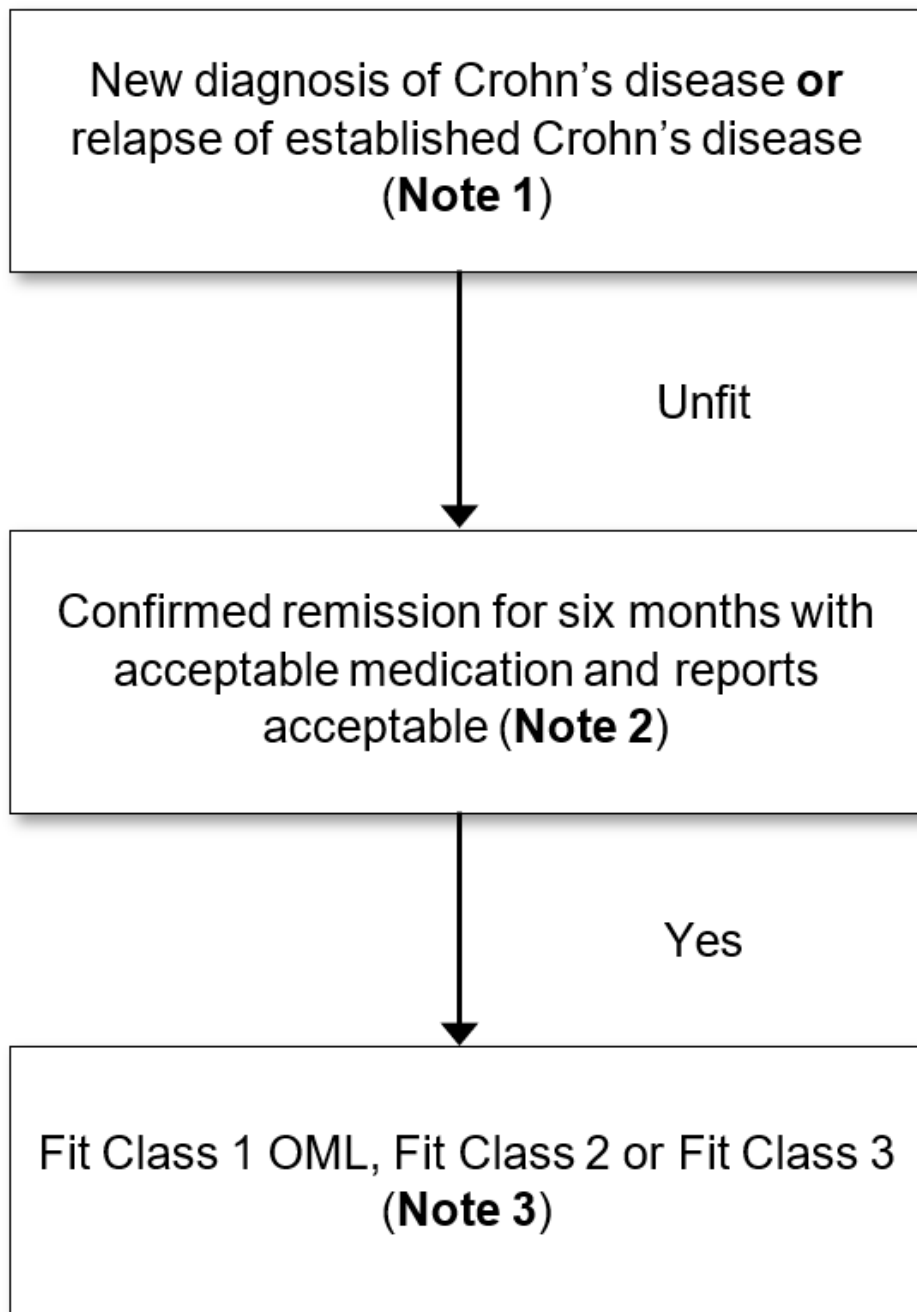 New diagnosis of Crohn’s disease or
relapse of established Crohn’s disease
(Note 1)
Unfit
Confirmed remission for six months with
acceptable medication and reports
acceptable (Note 2)
Yes
Fit Class 1 OML, Fit Class 2 or Fit Class 3
(Note 3)